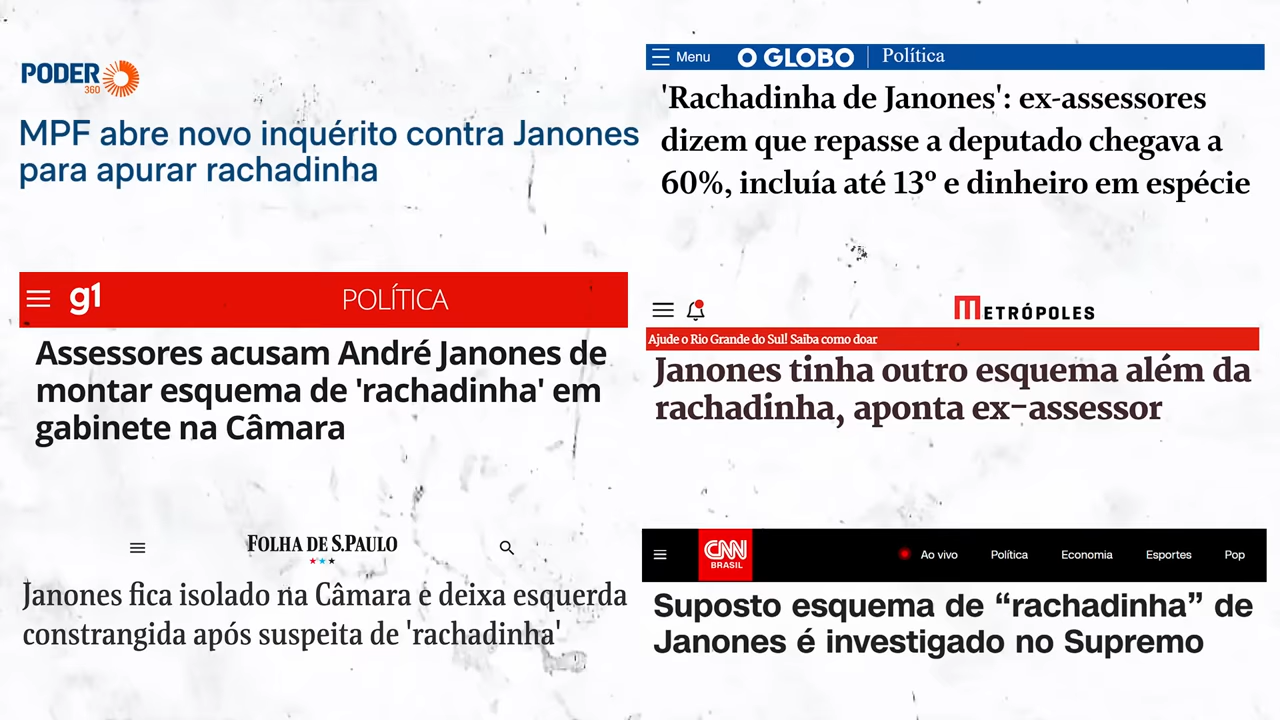 PODER
360
MPF abre novo inquérito contra Janones
para apurar rachadinha
g1
POLÍTICA
Assessores acusam André Janones de
montar esquema de 'rachadinha' em
gabinete na Câmara
FOLHA DE S.PAULO
Janones fica isolado na Câmara e deixa esquerda
constrangida após suspeita de 'rachadinha'
Menu O GLOBO Política
'Rachadinha de Janones': ex-assessores
dizem que repasse a deputado chegava a
60%, incluía até 13º e dinheiro em espécie
METRÓPOLES
Ajude o Rio Grande do Sul! Saiba como doar
Janones tinha outro esquema além da
rachadinha, aponta ex-assessor
CNN
BRASIL
Ao vivo Política Economia Esportes Pop
Suposto esquema de “rachadinha” de
Janones é investigado no Supremo